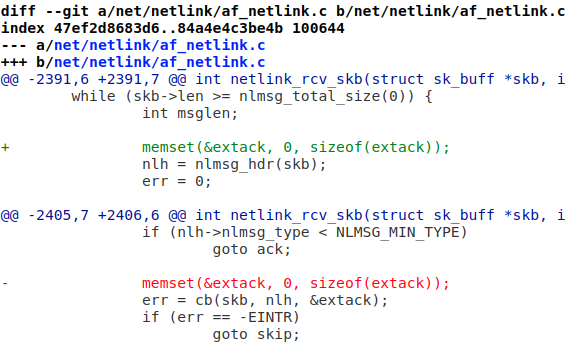 diff --git a/net/netlink/af_netlink.c b/net/netlink/af_netlink.c
index 47ef2d8683d6..84a4e4c3be4b 100644
--- a/net/netlink/af_netlink.c
+++ b/net/netlink/af_netlink.c
@@ -2391,6 +2391,7 @@ int netlink_rcv_skb(struct sk_buff *skb, i
        while (skb->len >= nlmsg_total_size(0)) {
                int msglen;

+               memset(&extack, 0, sizeof(extack));
                nlh = nlmsg_hdr(skb);
                err = 0;

@@ -2405,7 +2406,6 @@ int netlink_rcv_skb(struct sk_buff *skb, i
                if (nlh->nlmsg_type < NLMSG_MIN_TYPE)
                        goto ack;

-               memset(&extack, 0, sizeof(extack));
                err = cb(skb, nlh, &extack);
                if (err == -EINTR)
                        goto skip;